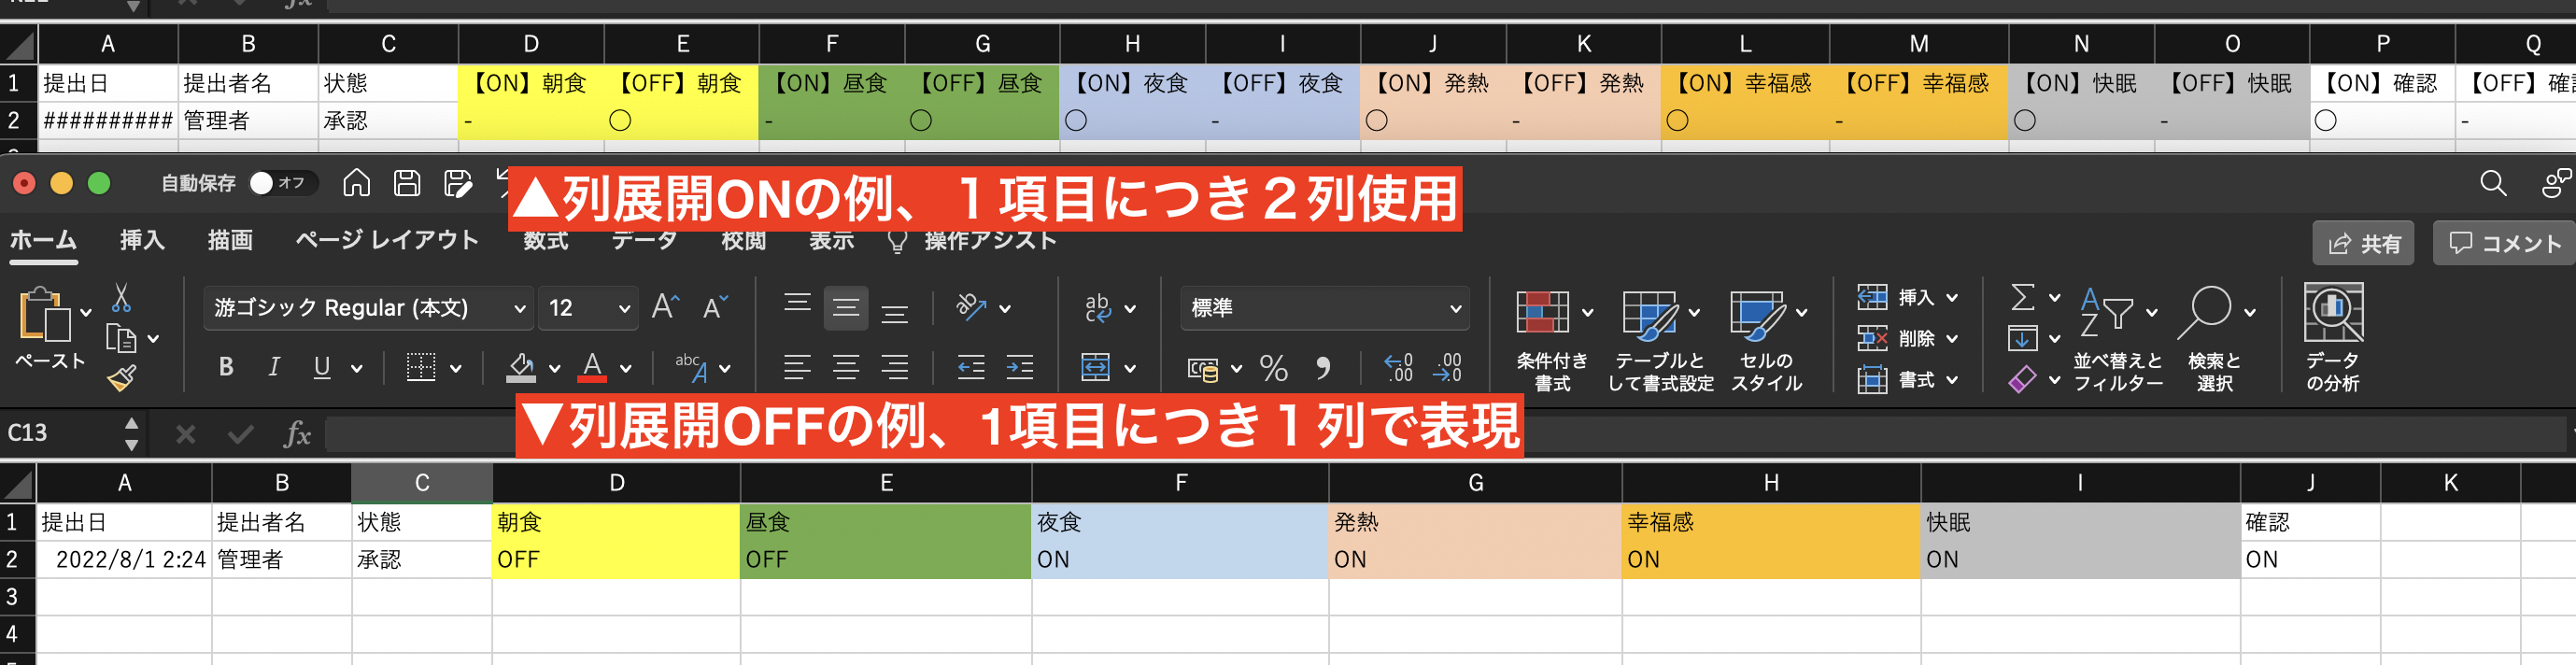 A B C D E F G H I J K L M N O P Q
1 提出日 提出者名 状態 【ON】朝食 【OFF】朝食 【ON】昼食 【OFF】昼食 【ON】夜食 【OFF】夜食 【ON】発熱 【OFF】発熱 【ON】幸福感 【OFF】幸福感 【ON】快眠 【OFF】快眠 【ON】確認 【OFF】確認
2 ########## 管理者 承認 - ○ - ○ ○ - ○ - ○ - ○ - ○ -
自動保存 オフ
▲列展開ONの例、１項目につき２列使用
ホーム 挿入 描画 ページ レイアウト 数式 データ 校閲 表示 操作アシスト 共有 コメント
ペースト
游ゴシック Regular (本文) 12
標準
条件付き書式
テーブルとして書式設定
セルのスタイル
挿入
削除
書式
並べ替えとフィルター
検索と選択
データの分析
B I U
▼列展開OFFの例、1項目につき１列で表現
C13 fx
A B C D E F G H I J K
1 提出日 提出者名 状態 朝食 昼食 夜食 発熱 幸福感 快眠 確認
2 2022/8/1 2:24 管理者 承認 OFF OFF ON ON ON ON ON
3
4